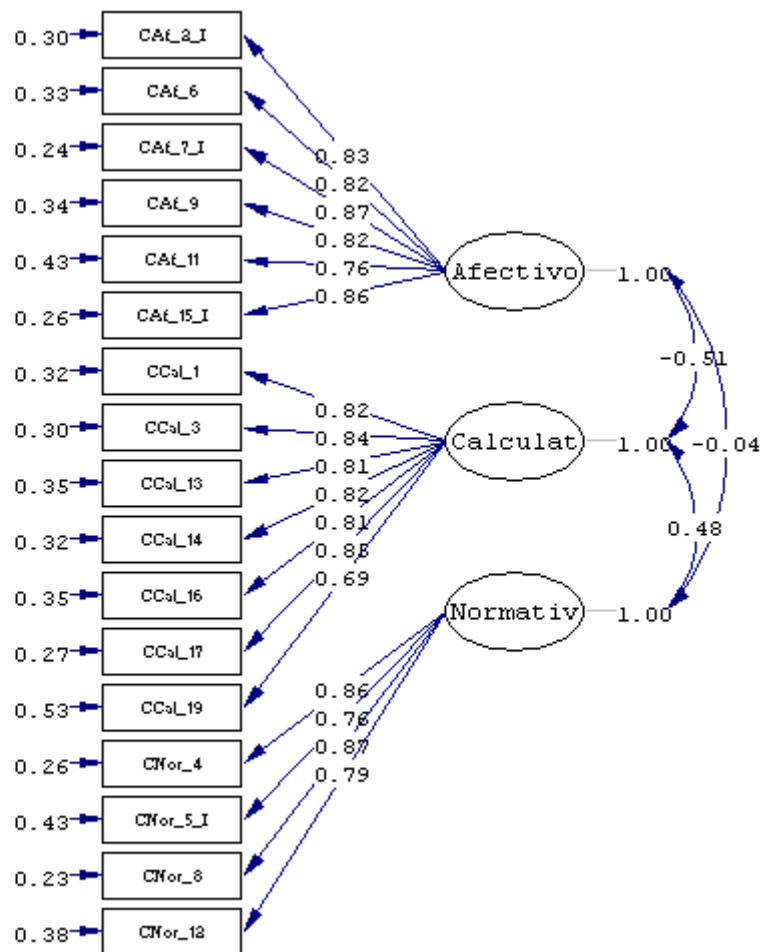 0.30 CAf_2_I
0.33 CAf_6
0.24 CAf_7_I
0.83
0.82
0.34 CAf_9
0.87
0.82
0.43 CAf_11
0.76
Afectivo 1.00
0.86
0.26 CAf_15_I
-0.51
0.32 CCal_1
0.82
0.30 CCal_3
0.84
Calculat 1.00 -0.04
0.81
0.35 CCal_13
0.82
0.81
0.48
0.32 CCal_14
0.85
0.69
0.35 CCal_16
Normativ 1.00
0.27 CCal_17
0.86
0.53 CCal_19
0.76
0.87
0.26 CNor_4
0.79
0.43 CNor_5_I
0.23 CNor_8
0.38 CNor_12